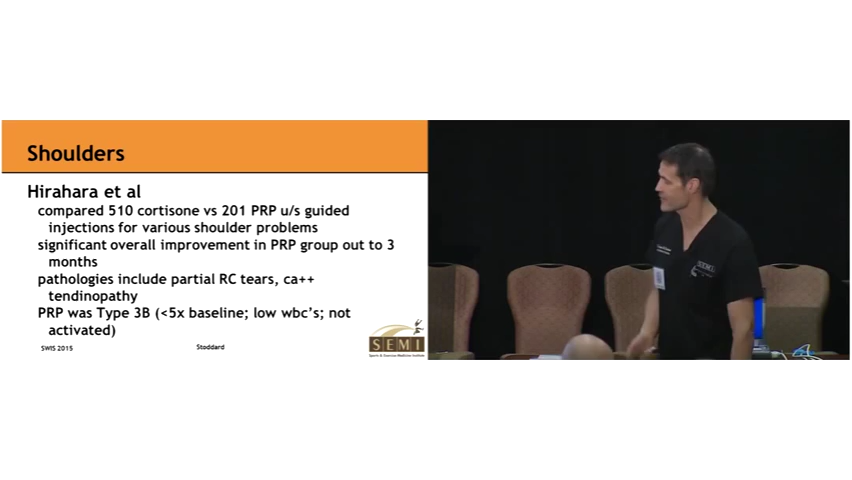 Shoulders
Hirahara et al
compared 510 cortisone vs 201 PRP u/s guided
injections for various shoulder problems
significant overall improvement in PRP group out to 3
months
pathologies include partial RC tears, ca++
tendinopathy
PRP was Type 3B (<5x baseline; low wbc's; not
activated)
SWIS 2015
Stoddard
SEMI
Sports & Exercise Medicine Institute
SEMI